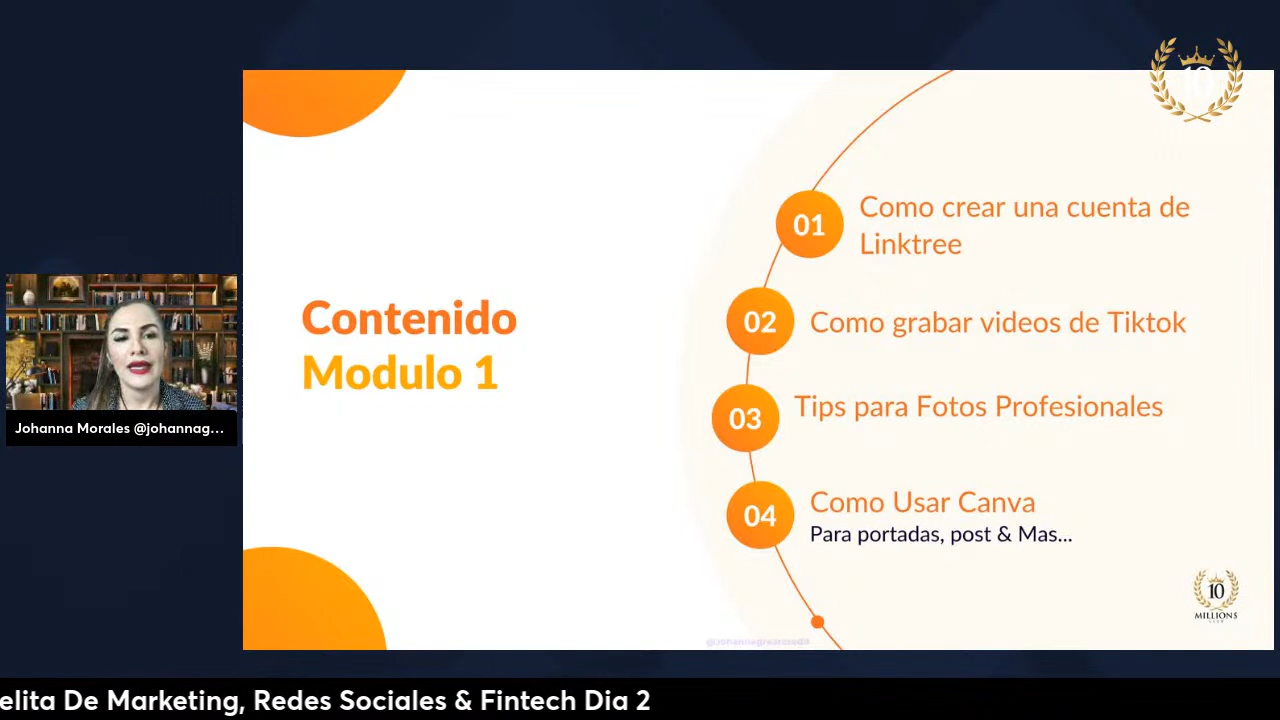 10
Contenido
Modulo 1
01
Como crear una cuenta de
Linktree
02
Como grabar videos de Tiktok
03
Tips para Fotos Profesionales
04
Como Usar Canva
Para portadas, post & Mas...
10
MILLIONS
Johanna Morales @johannag...
elita De Marketing, Redes Sociales & Fintech Dia 2